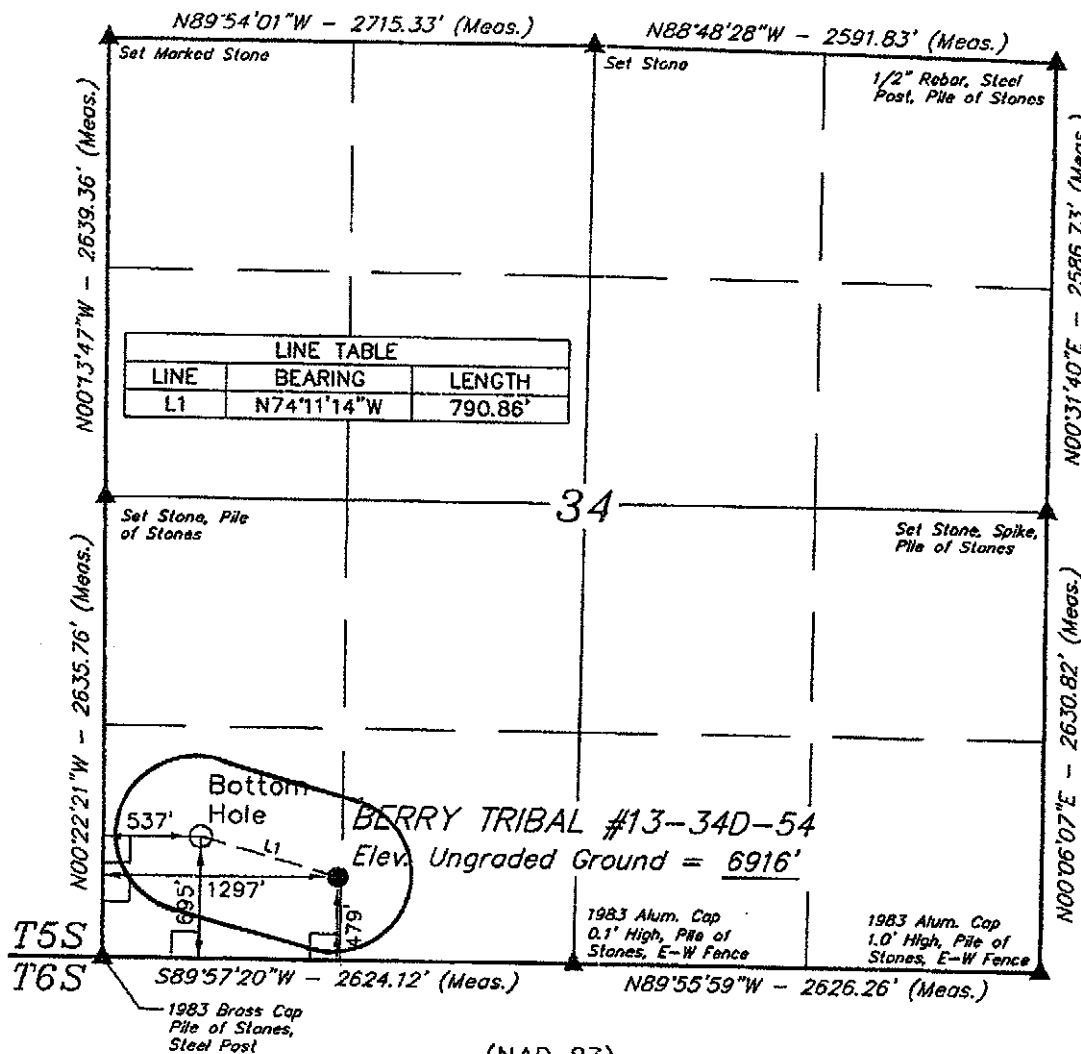 N89°54'01"W - 2715.33' (Meas.)
N88°48'28"W - 2591.83' (Meas.)
Set Marked Stone
Set Stone
1/2" Rebar, Steel
Post, Pile of Stones
N00°13'47"W - 2639.36' (Meas.)
N00°31'40"E - 2586.73' (Meas.)
LINE TABLE
LINE BEARING LENGTH
L1 N74°11'14"W 790.86'
34
Set Stone, Pile
of Stones
Set Stone, Spike,
Pile of Stones
N00°22'21"W - 2635.76' (Meas.)
N00°06'07"E - 2630.82' (Meas.)
Bottom
Hole
537'
L1
BERRY TRIBAL #13-34D-54
Elev. Ungraded Ground = 6916'
1297'
695'
479'
1983 Alum. Cap
0.1' High, Pile of
Stones, E-W Fence
1983 Alum. Cap
1.0' High, Pile of
Stones, E-W Fence
T5S
T6S
S89°57'20"W - 2624.12' (Meas.)
N89°55'59"W - 2626.26' (Meas.)
1983 Brass Cap
Pile of Stones,
Steel Post
(NAD 83)